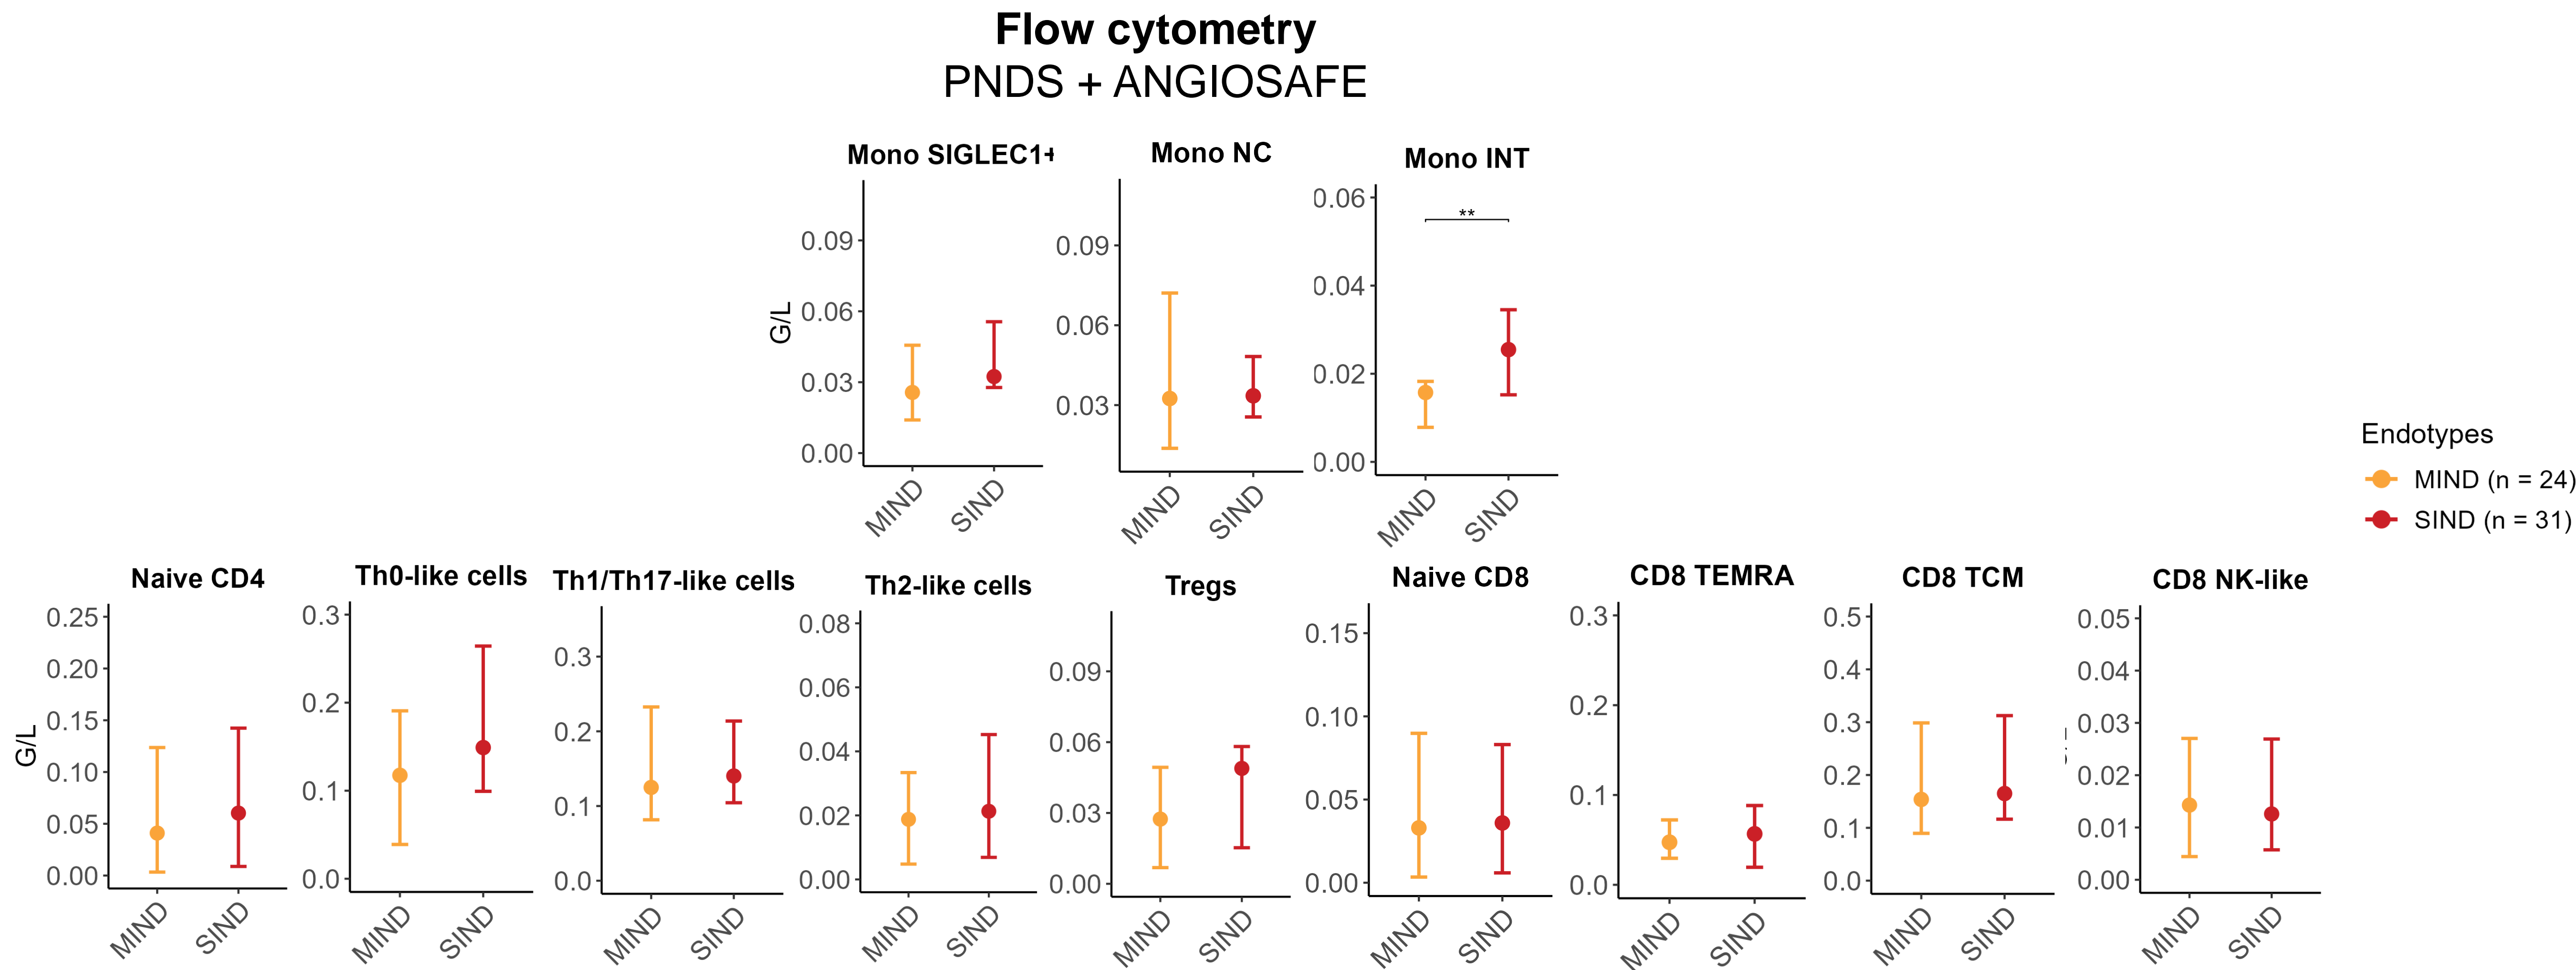 Flow cytometry
PNDS + ANGIOSAFE
Mono SIGLEC1+
G/L
0.09
0.06
0.03
0.00
MIND
SIND
Mono NC
0.09
0.06
0.03
MIND
SIND
Mono INT
0.06
0.04
0.02
0.00
**
MIND
SIND
Endotypes
MIND (n = 24)
SIND (n = 31)
Naive CD4
G/L
0.25
0.20
0.15
0.10
0.05
0.00
MIND
SIND
Th0-like cells
0.3
0.2
0.1
0.0
MIND
SIND
Th1/Th17-like cells
0.3
0.2
0.1
0.0
MIND
SIND
Th2-like cells
0.08
0.06
0.04
0.02
0.00
MIND
SIND
Tregs
0.09
0.06
0.03
0.00
MIND
SIND
Naive CD8
0.15
0.10
0.05
0.00
MIND
SIND
CD8 TEMRA
0.3
0.2
0.1
0.0
MIND
SIND
CD8 TCM
0.5
0.4
0.3
0.2
0.1
0.0
MIND
SIND
CD8 NK-like
0.05
0.04
0.03
0.02
0.01
0.00
MIND
SIND